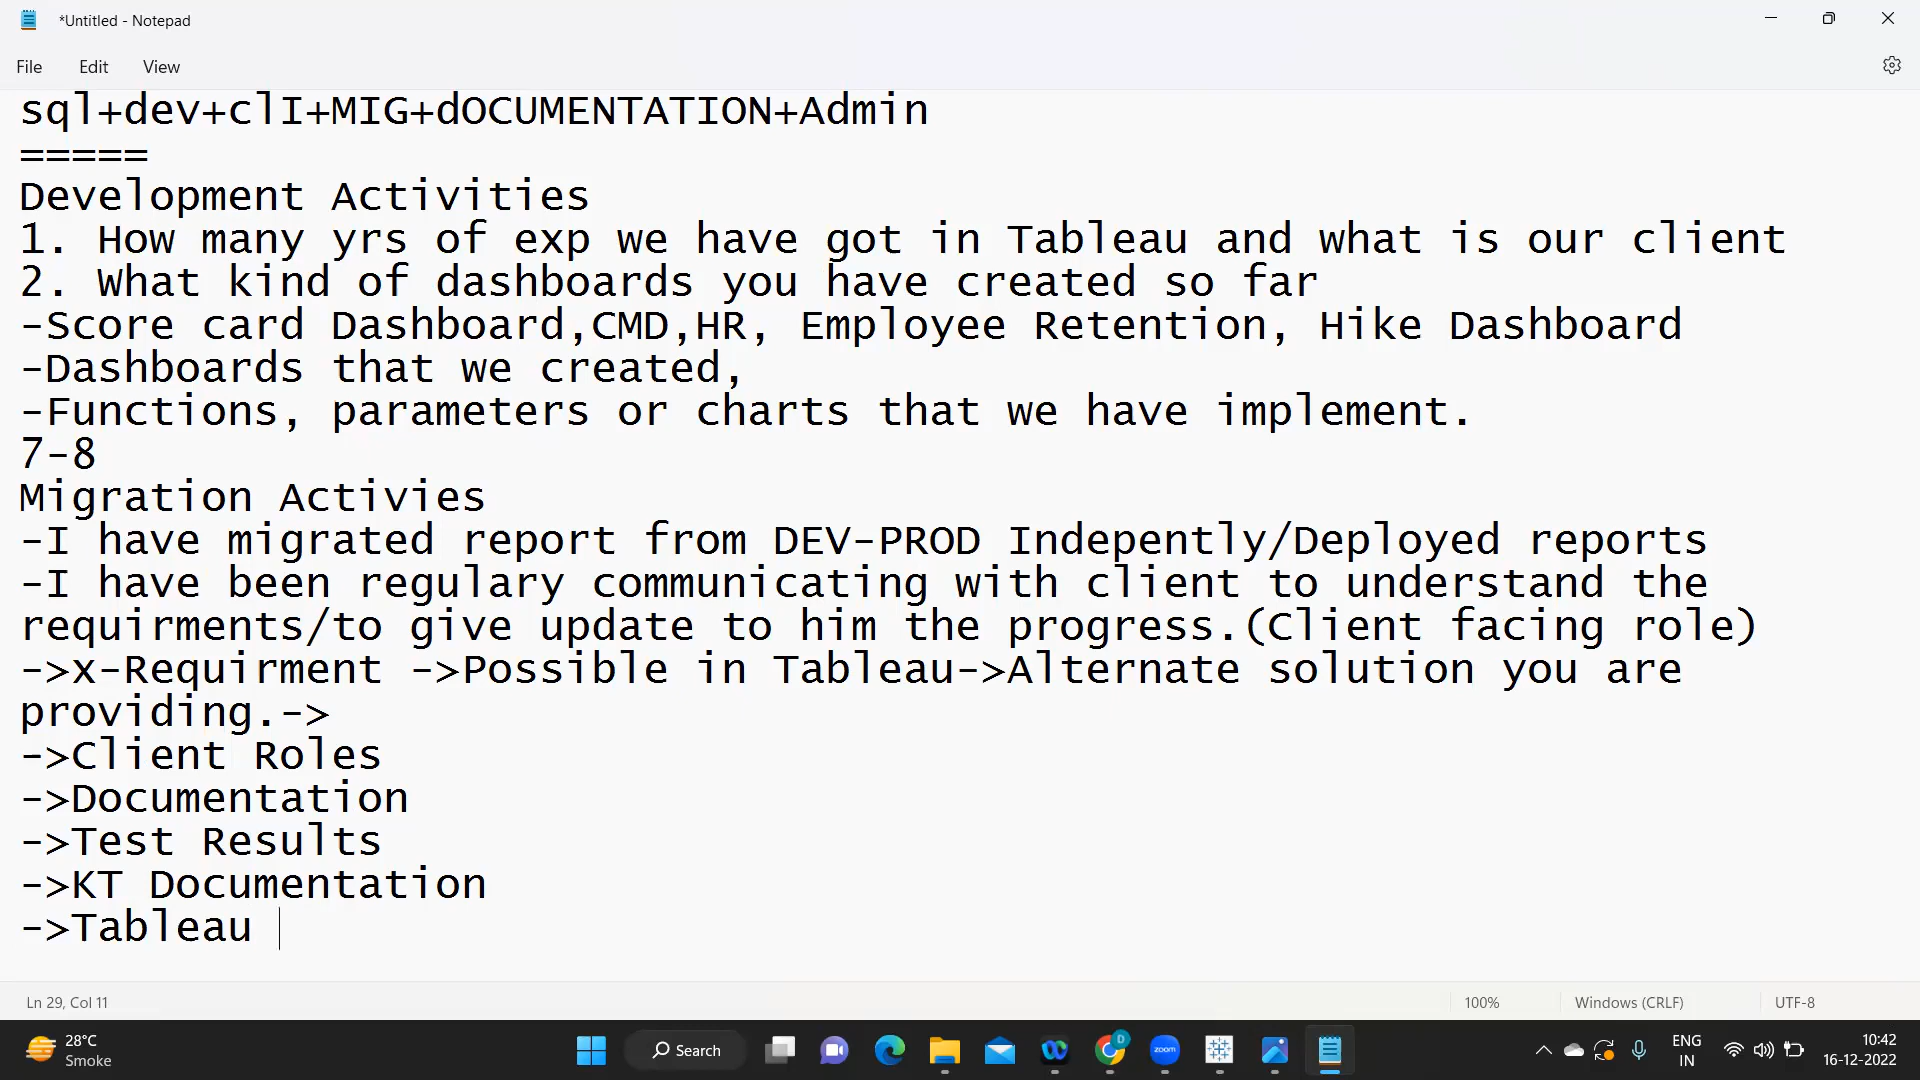 *Untitled - Notepad
File Edit View
sql+dev+clI+MIG+dOCUMENTATION+Admin
=====
Development Activities
1. How many yrs of exp we have got in Tableau and what is our client
2. What kind of dashboards you have created so far
-Score card Dashboard,CMD,HR, Employee Retention, Hike Dashboard
-Dashboards that we created,
-Functions, parameters or charts that we have implement.
7-8
Migration Activies
-I have migrated report from DEV-PROD Indepently/Deployed reports
-I have been regulary communicating with client to understand the
requirments/to give update to him the progress.(Client facing role)
->x-Requirment ->Possible in Tableau->Alternate solution you are
providing.->
->Client Roles
->Documentation
->Test Results
->KT Documentation
->Tableau
Ln 29, Col 11 100% Windows (CRLF) UTF-8
28°C
Smoke
Search
D
zoom
ENG
IN
10:42
16-12-2022